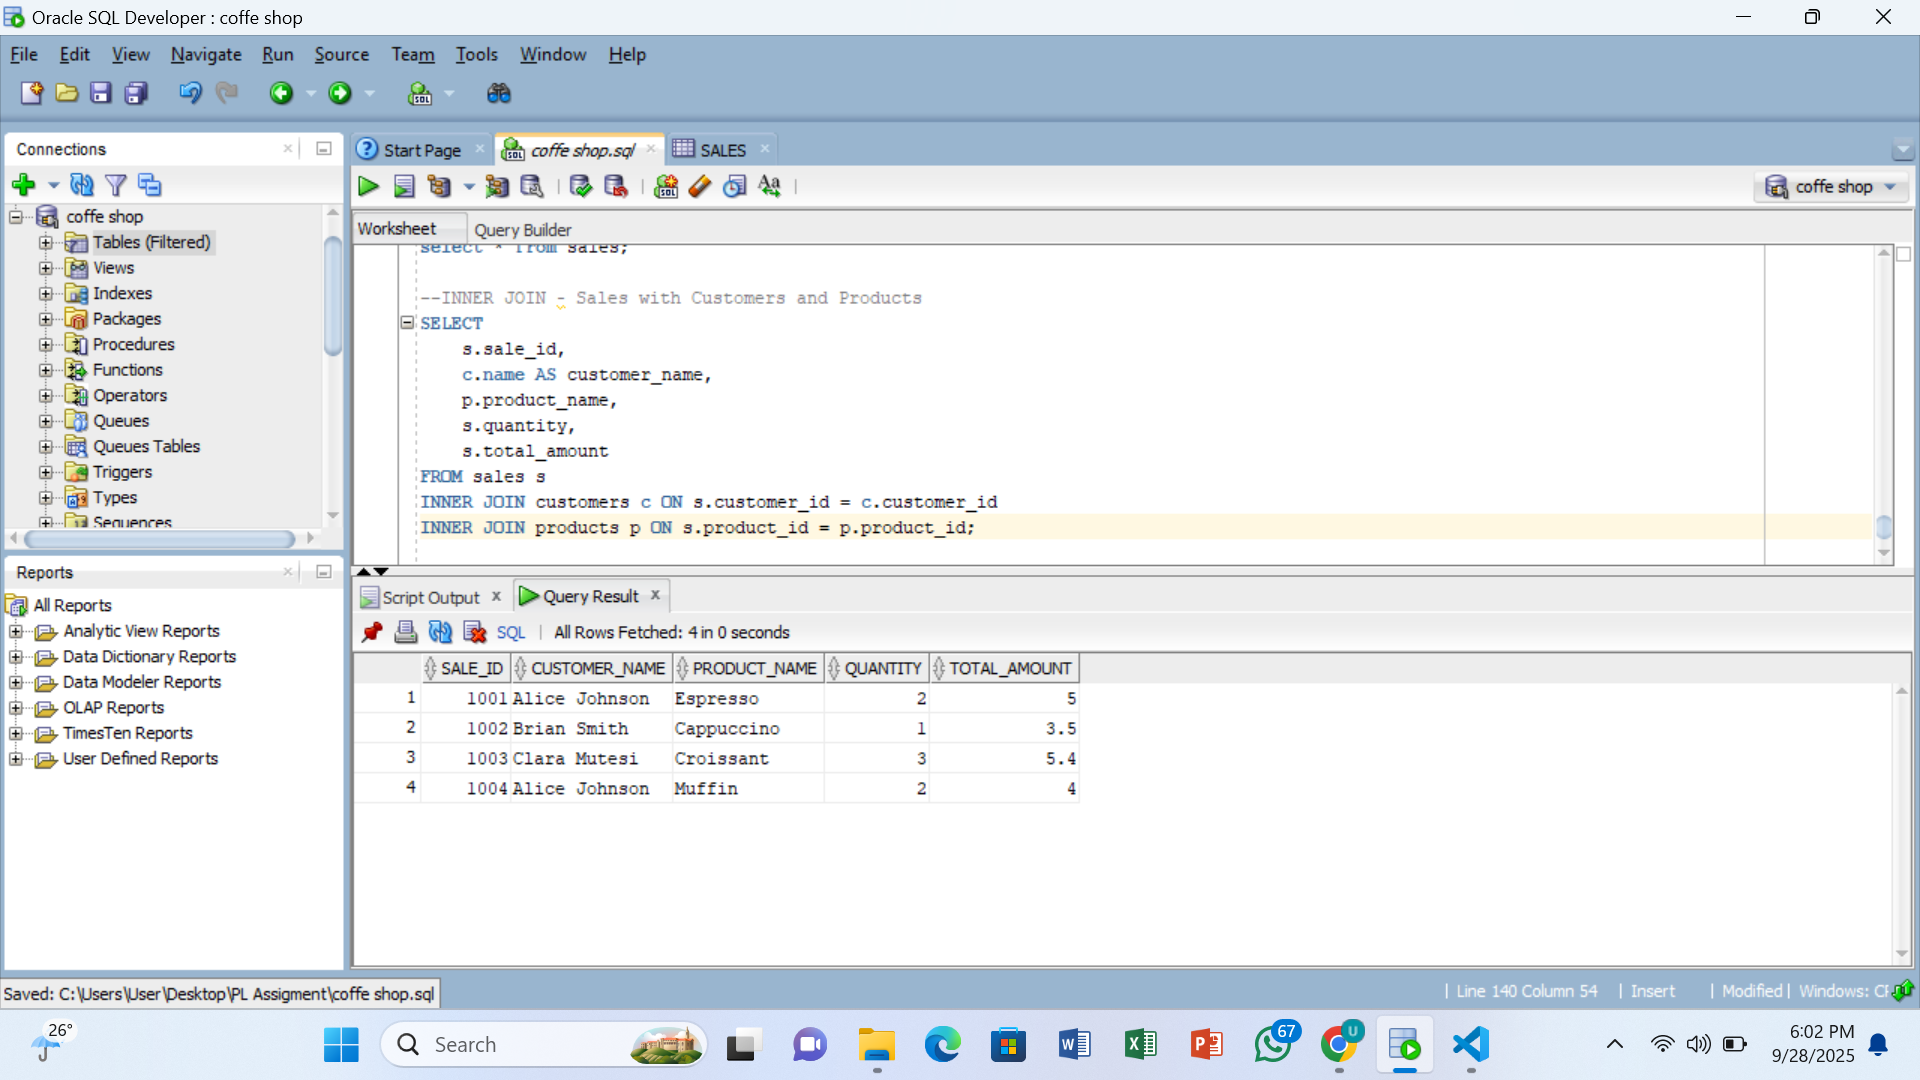 Oracle SQL Developer : coffe shop
File Edit View Navigate Run Source Team Tools Window Help
Connections
Start Page
coffe shop.sql
SALES
coffe shop
coffe shop
Tables (Filtered)
Views
Indexes
Packages
Procedures
Functions
Operators
Queues
Queues Tables
Triggers
Types
Sequences
Worksheet Query Builder
select * from sales;
--INNER JOIN - Sales with Customers and Products
SELECT
s.sale_id,
c.name AS customer_name,
p.product_name,
s.quantity,
s.total_amount
FROM sales s
INNER JOIN customers c ON s.customer_id = c.customer_id
INNER JOIN products p ON s.product_id = p.product_id;
Reports
All Reports
Analytic View Reports
Data Dictionary Reports
Data Modeler Reports
OLAP Reports
TimesTen Reports
User Defined Reports
Script Output Query Result
SQL All Rows Fetched: 4 in 0 seconds
SALE_ID CUSTOMER_NAME PRODUCT_NAME QUANTITY TOTAL_AMOUNT
1 1001 Alice Johnson Espresso 2 5
2 1002 Brian Smith Cappuccino 1 3.5
3 1003 Clara Mutesi Croissant 3 5.4
4 1004 Alice Johnson Muffin 2 4
Saved: C:\Users\User\Desktop\PL Assigment\coffe shop.sql
Line 140 Column 54 | Insert | Modified | Windows:
26°
Search
67
U
6:02 PM
9/28/2025